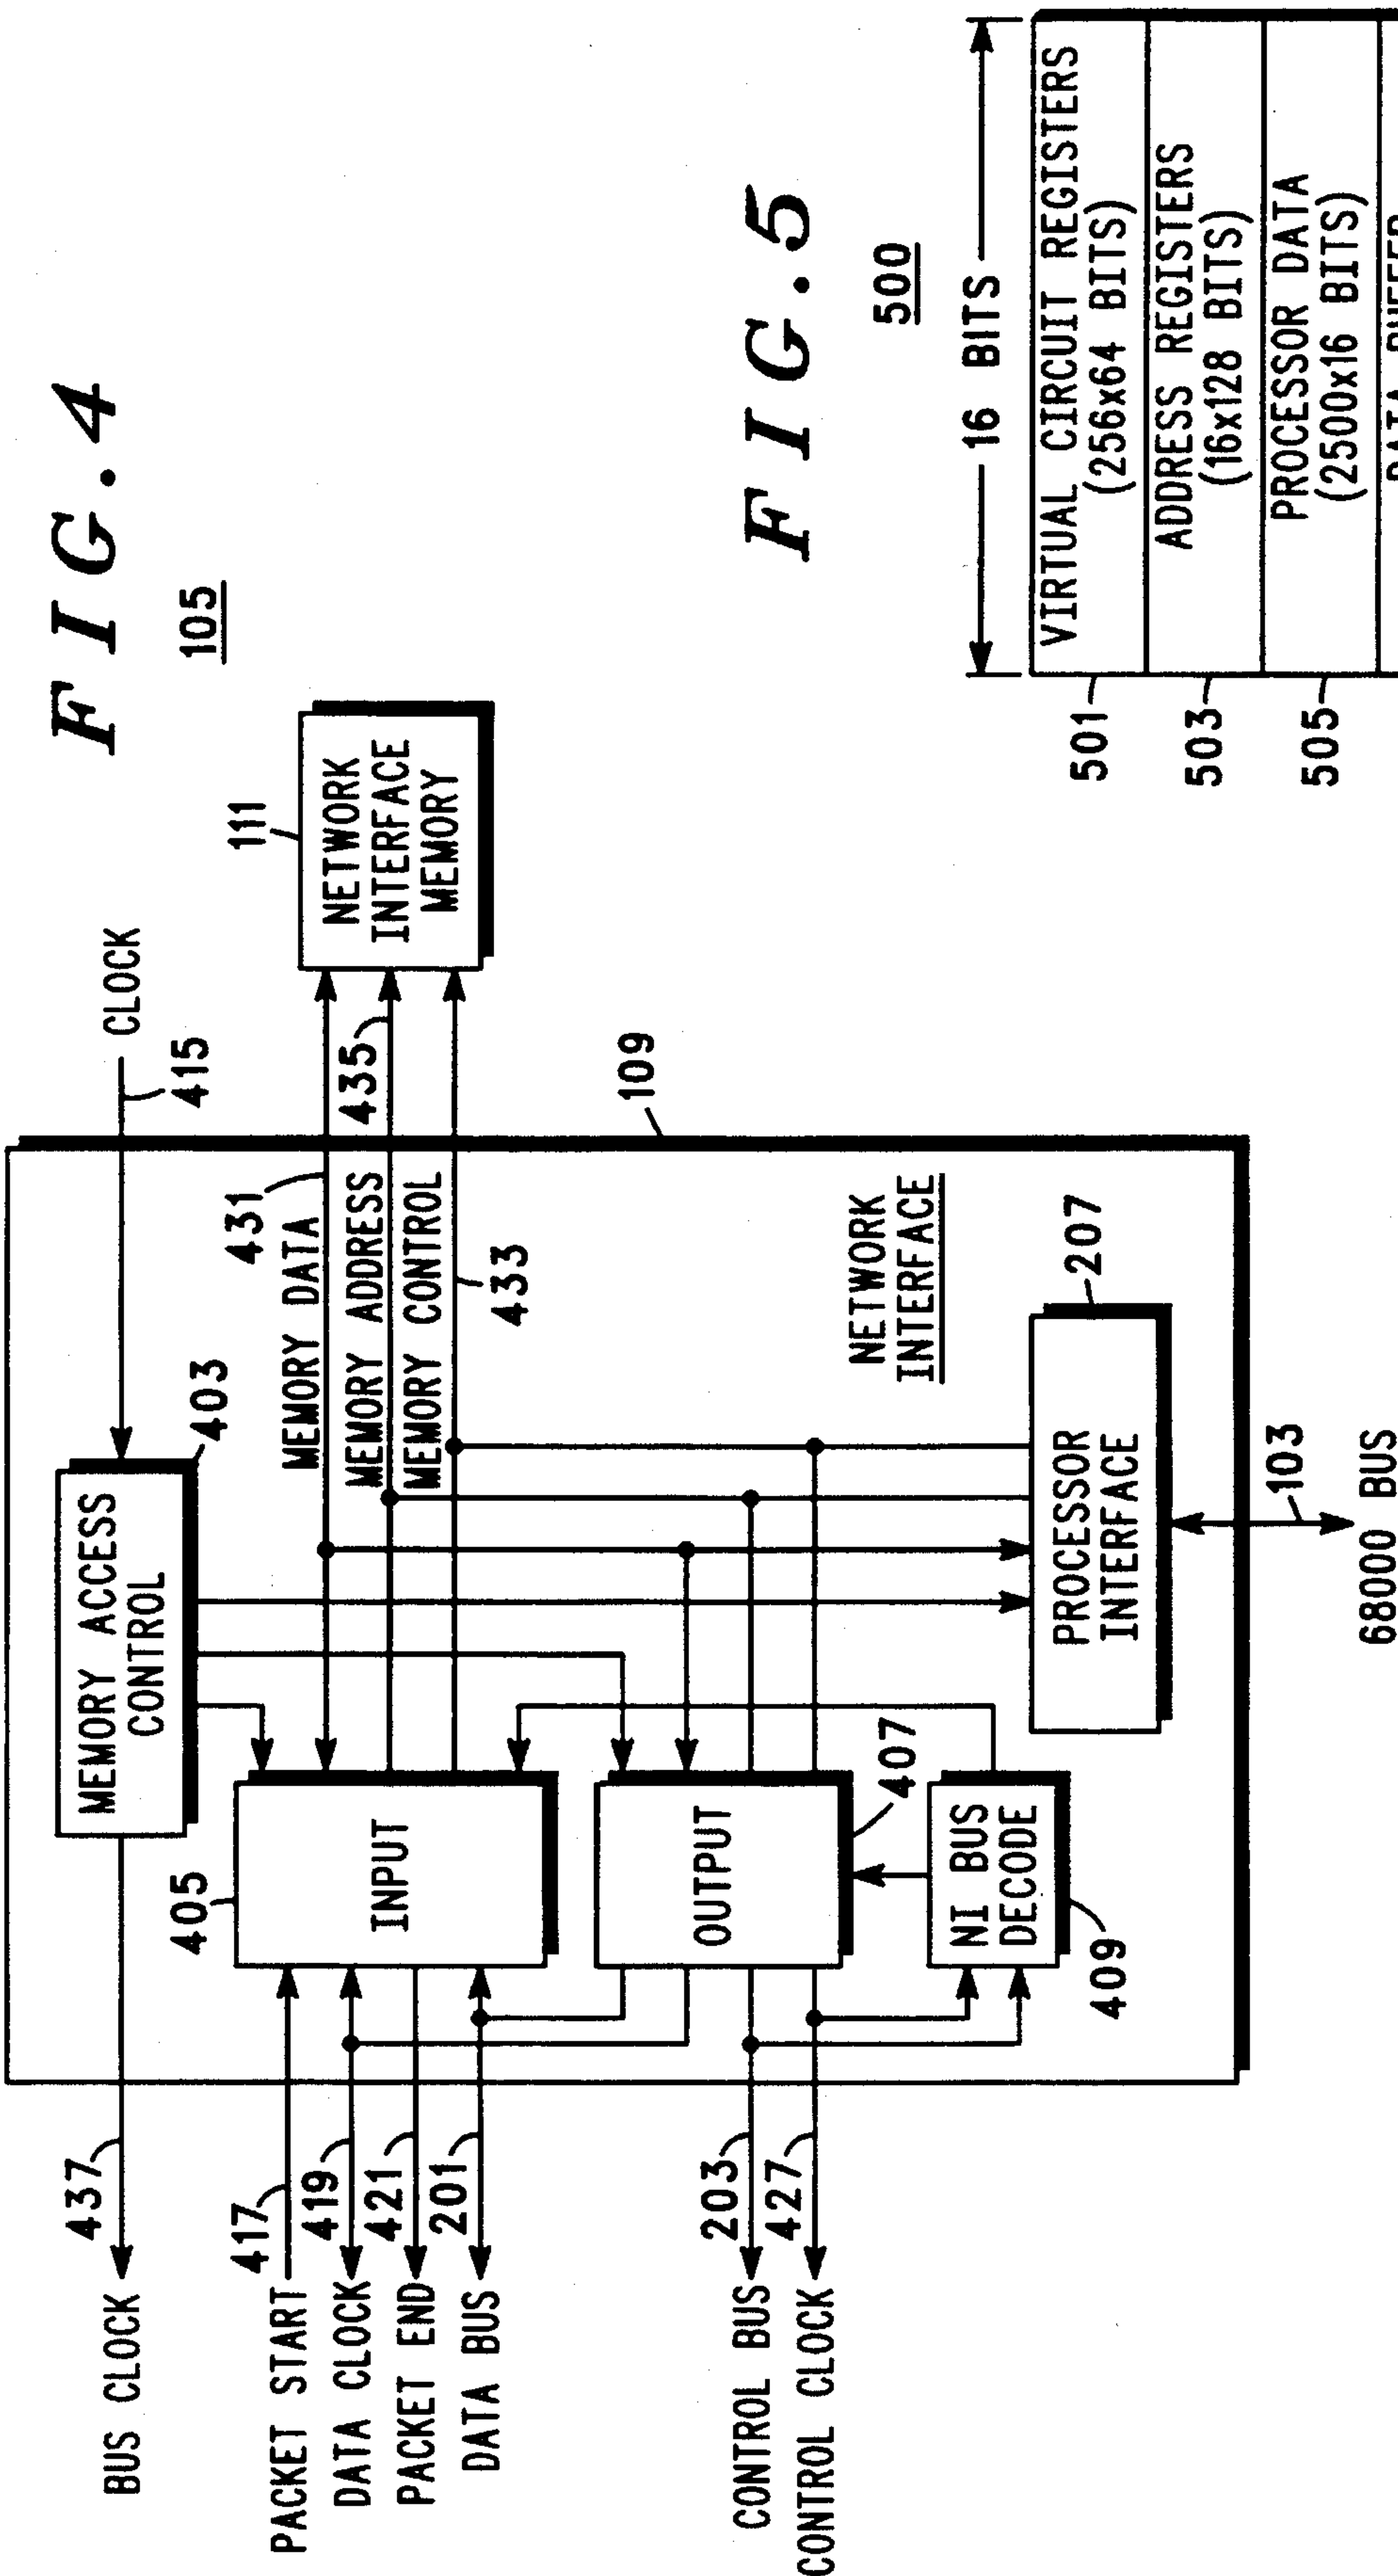 FIG.4
105
BUS CLOCK
437
MEMORY ACCESS
CONTROL
403
415
CLOCK
PACKET START
417
DATA CLOCK
419
PACKET END
421
DATA BUS
201
405
INPUT
431
MEMORY DATA
MEMORY ADDRESS
MEMORY CONTROL
433
435
111
NETWORK
INTERFACE
MEMORY
109
CONTROL BUS
203
CONTROL CLOCK
427
OUTPUT
407
NI BUS
DECODE
409
NETWORK
INTERFACE
207
PROCESSOR
INTERFACE
103
68000 BUS
FIG.5
500
16 BITS
501
VIRTUAL CIRCUIT REGISTERS
(256x64 BITS)
503
ADDRESS REGISTERS
(16x128 BITS)
505
PROCESSOR DATA
(2500x16 BITS)
DATA BUFFER